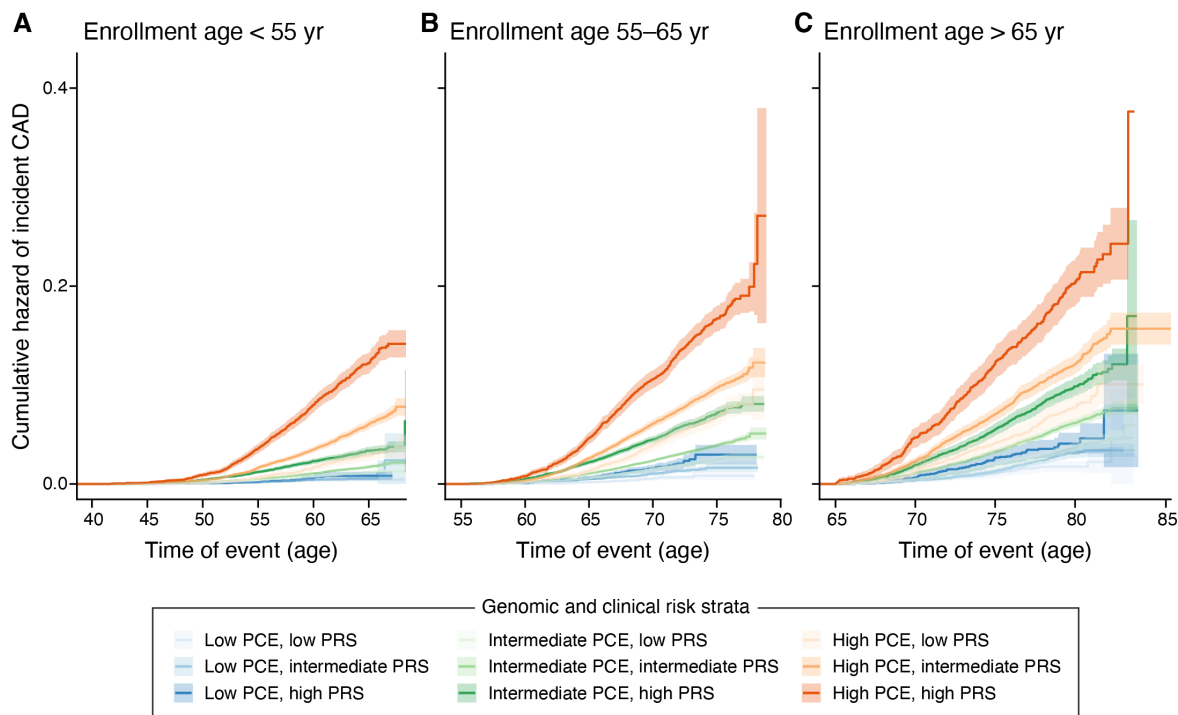 A Enrollment age < 55 yr
B Enrollment age 55–65 yr
C Enrollment age > 65 yr
Cumulative hazard of incident CAD
0.4
0.2
0.0
40 45 50 55 60 65
55 60 65 70 75 80
65 70 75 80 85
Time of event (age)
Time of event (age)
Time of event (age)
Genomic and clinical risk strata
Low PCE, low PRS
Intermediate PCE, low PRS
High PCE, low PRS
Low PCE, intermediate PRS
Intermediate PCE, intermediate PRS
High PCE, intermediate PRS
Low PCE, high PRS
Intermediate PCE, high PRS
High PCE, high PRS